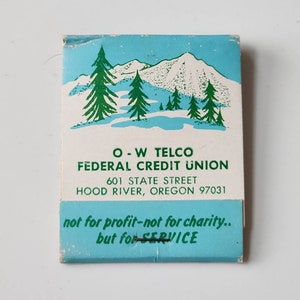 O-W TELCO
FEDERAL CREDIT UNION
601 STATE STREET
HOOD RIVER, OREGON 97031
not for profit-not for charity..
but for SERVICE